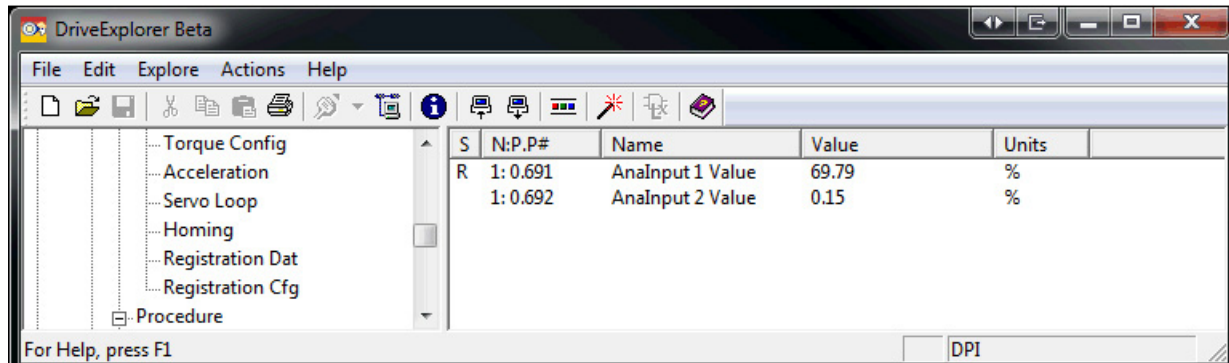 DriveExplorer Beta
File Edit Explore Actions Help
Torque Config
Acceleration
Servo Loop
Homing
Registration Dat
Registration Cfg
Procedure
S N:P.P# Name Value Units
R 1: 0.691 AnaInput 1 Value 69.79 %
1: 0.692 AnaInput 2 Value 0.15 %
For Help, press F1 DPI